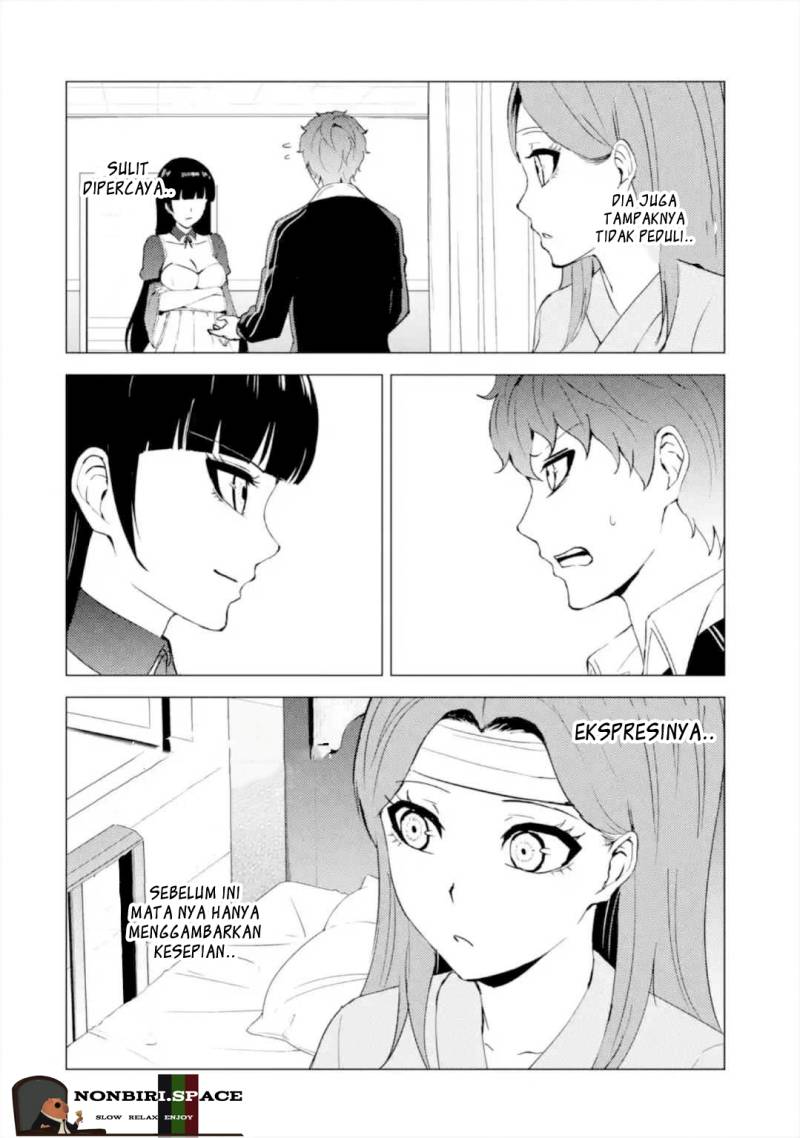 SULIT
DIPERCAYA..
DIA JUGA
TAMPAKNYA
TIDAK PEDULI..
EKSPRESINYA..
SEBELUM INI
MATA NYA HANYA
MENGGAMBARKAN
KESEPIAN..
NONBIRI.SPACE
SLOW RELAX ENJOY